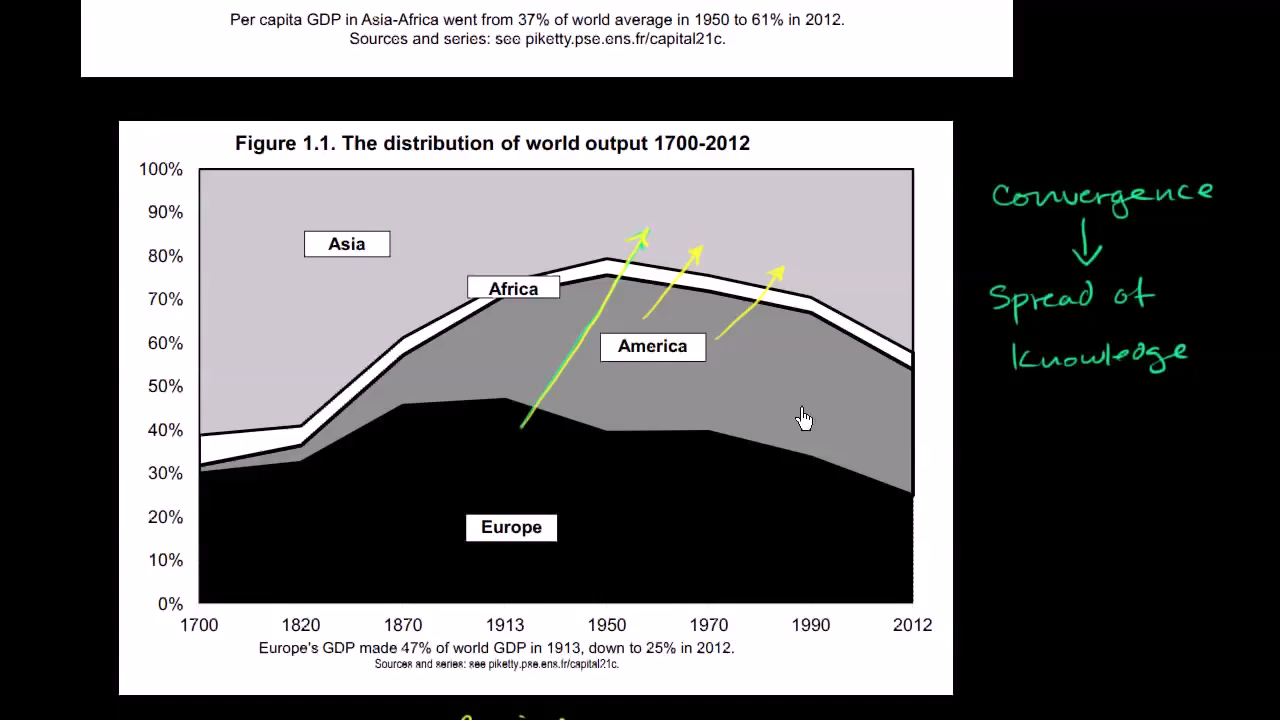 Per capita GDP in Asia-Africa went from 37% of world average in 1950 to 61% in 2012.
Sources and series: see piketty.pse.ens.fr/capital21c.
Figure 1.1. The distribution of world output 1700-2012
100%
90%
80%
70%
60%
50%
40%
30%
20%
10%
0%
Asia
Africa
America
Europe
1700 1820 1870 1913 1950 1970 1990 2012
Europe's GDP made 47% of world GDP in 1913, down to 25% in 2012.
Sources and series: see piketty.pse.ens.fr/capital21c.
Convergence
Spread of
knowledge